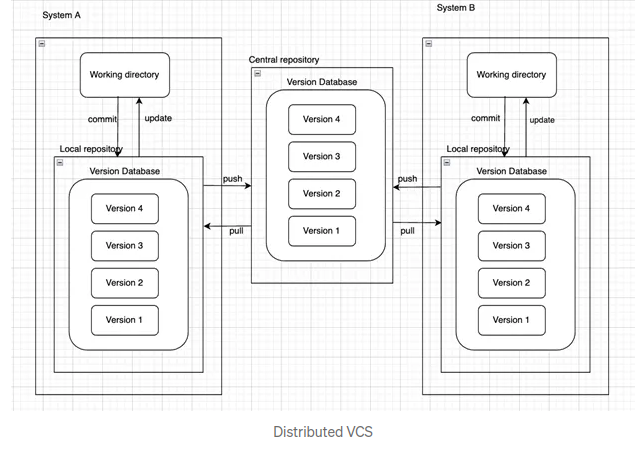 System A
System B
Central repository
Working directory
Version Database
Working directory
commit
update
Version 4
commit
update
Version 3
Local repository
Local repository
Version Database
push
Version 2
push
Version Database
Version 4
pull
Version 1
pull
Version 4
Version 3
Version 3
Version 2
Version 2
Version 1
Version 1
Distributed VCS